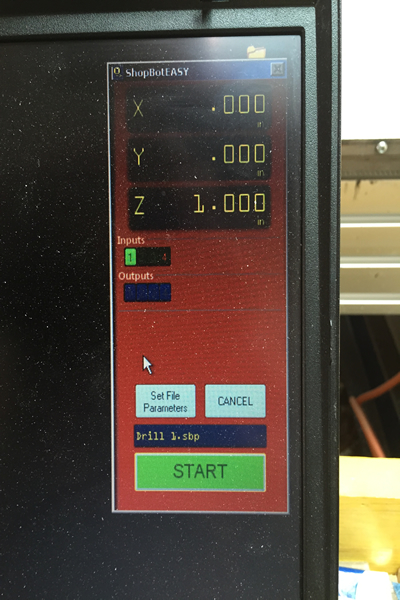 ShopBotEASY
X .000
in
Y .000
in
Z 1.000
in
Inputs
1 4
Outputs
Set File
Parameters
CANCEL
Drill 1.sbp
START